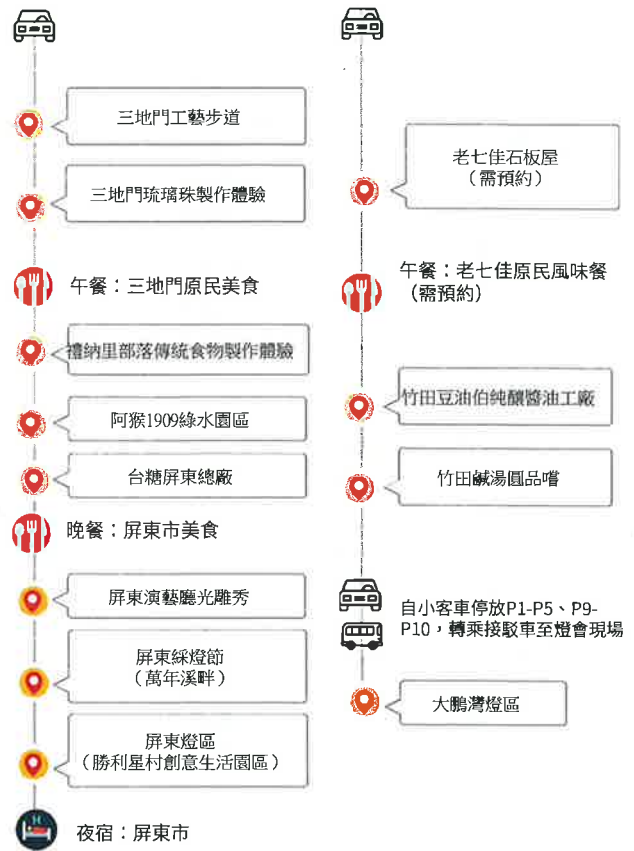 三地門工藝步道
三地門琉璃珠製作體驗
午餐：三地門原民美食
禮納里部落傳統食物製作體驗
阿猴1909綠水園區
台糖屏東總廠
晚餐：屏東市美食
屏東演藝廳光雕秀
屏東綵燈節
（萬年溪畔）
屏東燈區
（勝利星村創意生活園區）
H
夜宿：屏東市
老七佳石板屋
（需預約）
午餐：老七佳原民風味餐
（需預約）
竹田豆油伯純釀醬油工廠
竹田鹹湯圓品嚐
自小客車停放P1-P5、P9-
P10，轉乘接駁車至燈會現場
大鵬灣燈區